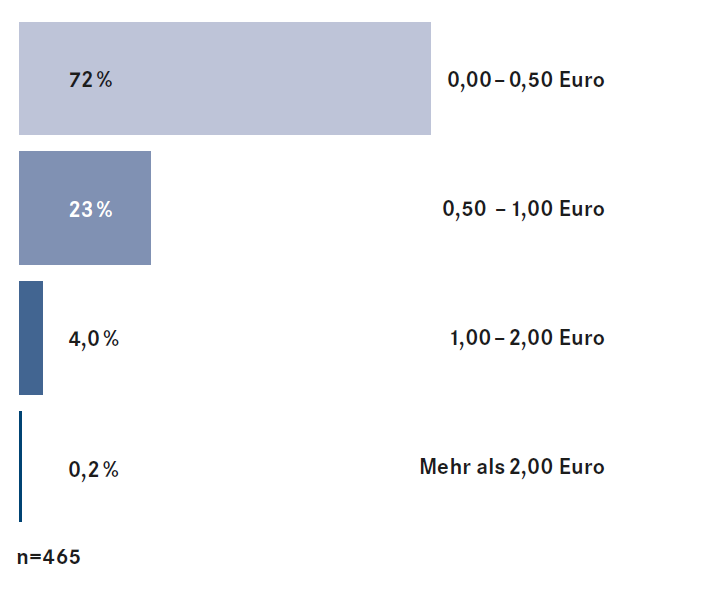 72 % 0,00 – 0,50 Euro
23 % 0,50 – 1,00 Euro
4,0 % 1,00 – 2,00 Euro
0,2 % Mehr als 2,00 Euro
n=465